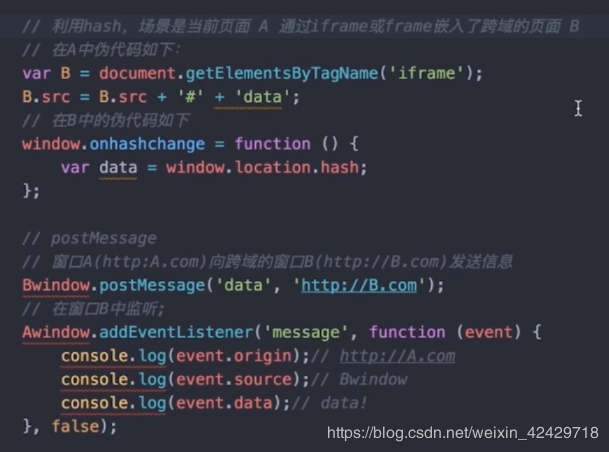 // 利用hash，场景是当前页面 A 通过iframe或frame嵌入了跨域的页面 B
// 在A中伪代码如下：
var B = document.getElementsByTagName('iframe');
B.src = B.src + '#' + 'data';
// 在B中的伪代码如下
window.onhashchange = function () {
    var data = window.location.hash;
};

// postMessage
// 窗口A(http:A.com)向跨域的窗口B(http://B.com)发送信息
Bwindow.postMessage('data', 'http://B.com');
// 在窗口B中监听;
Awindow.addEventListener('message', function (event) {
    console.log(event.origin);// http://A.com
    console.log(event.source);// Bwindow
    console.log(event.data);// data!
}, false);
https://blog.csdn.net/weixin_42429718